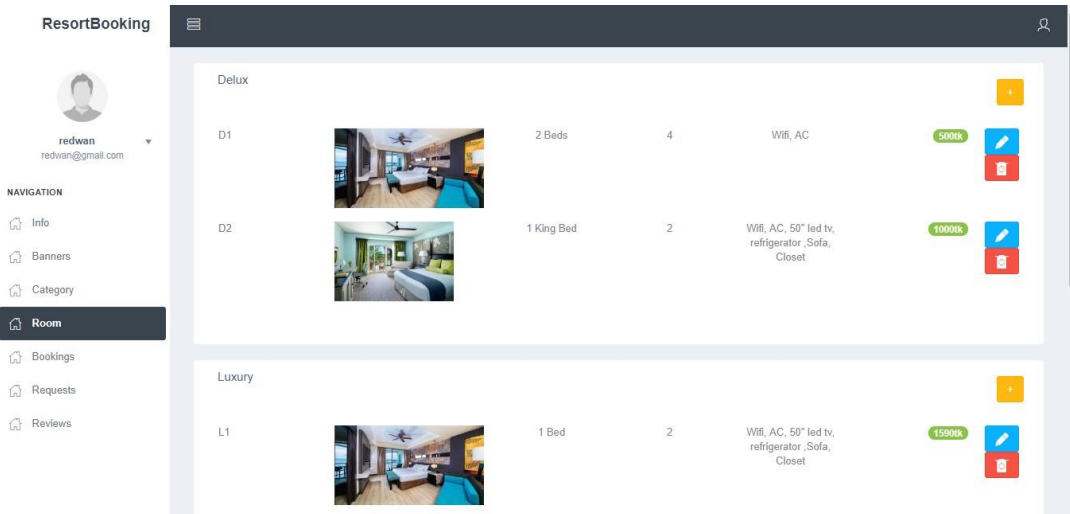 ResortBooking
redwan
redwan@gmail.com
NAVIGATION
Info
Banners
Category
Room
Bookings
Requests
Reviews
Delux
+
D1
2 Beds
4
Wifi, AC
500tk
D2
1 King Bed
2
Wifi, AC, 50" led tv,
refrigerator ,Sofa,
Closet
1000tk
Luxury
+
L1
1 Bed
2
Wifi, AC, 50" led tv,
refrigerator ,Sofa,
Closet
1590tk